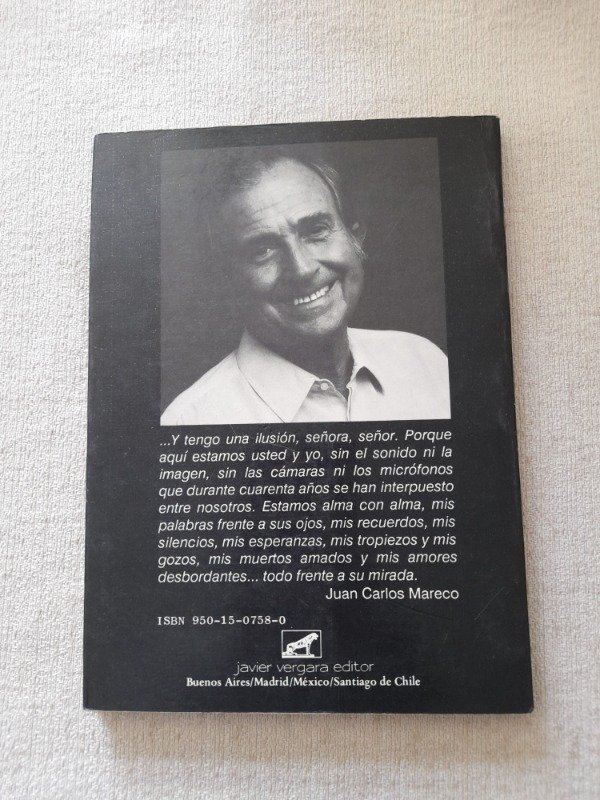 ...Y tengo una ilusión, señora, señor. Porque
aquí estamos usted y yo, sin el sonido ni la
imagen, sin las cámaras ni los micrófonos
que durante cuarenta años se han interpuesto
entre nosotros. Estamos alma con alma, mis
palabras frente a sus ojos, mis recuerdos, mis
silencios, mis esperanzas, mis tropiezos y mis
gozos, mis muertos amados y mis amores
desbordantes... todo frente a su mirada.
Juan Carlos Mareco
ISBN 950-15-0758-0
javier vergara editor
Buenos Aires/Madrid/México/Santiago de Chile